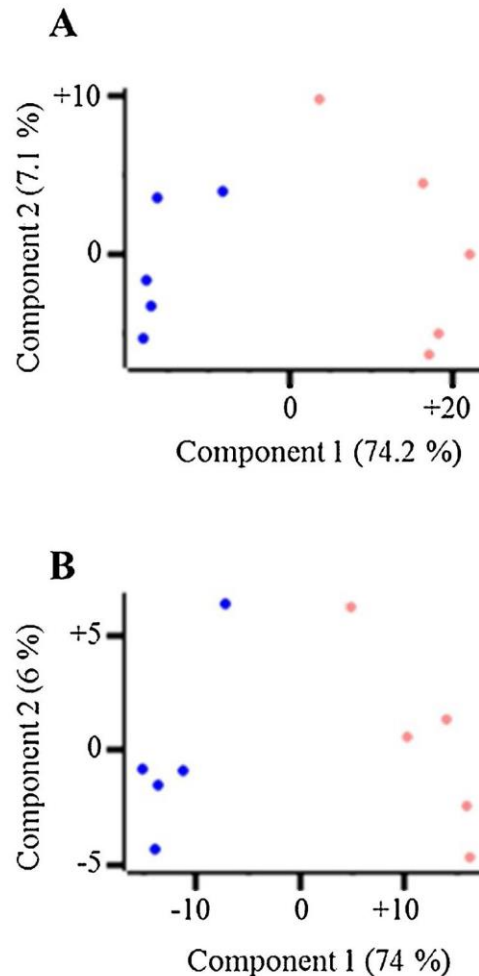 A
+10
0
Component 2 (7.1 %)
0
+20
Component 1 (74.2 %)
B
+5
0
-5
Component 2 (6 %)
-10
0
+10
Component 1 (74 %)